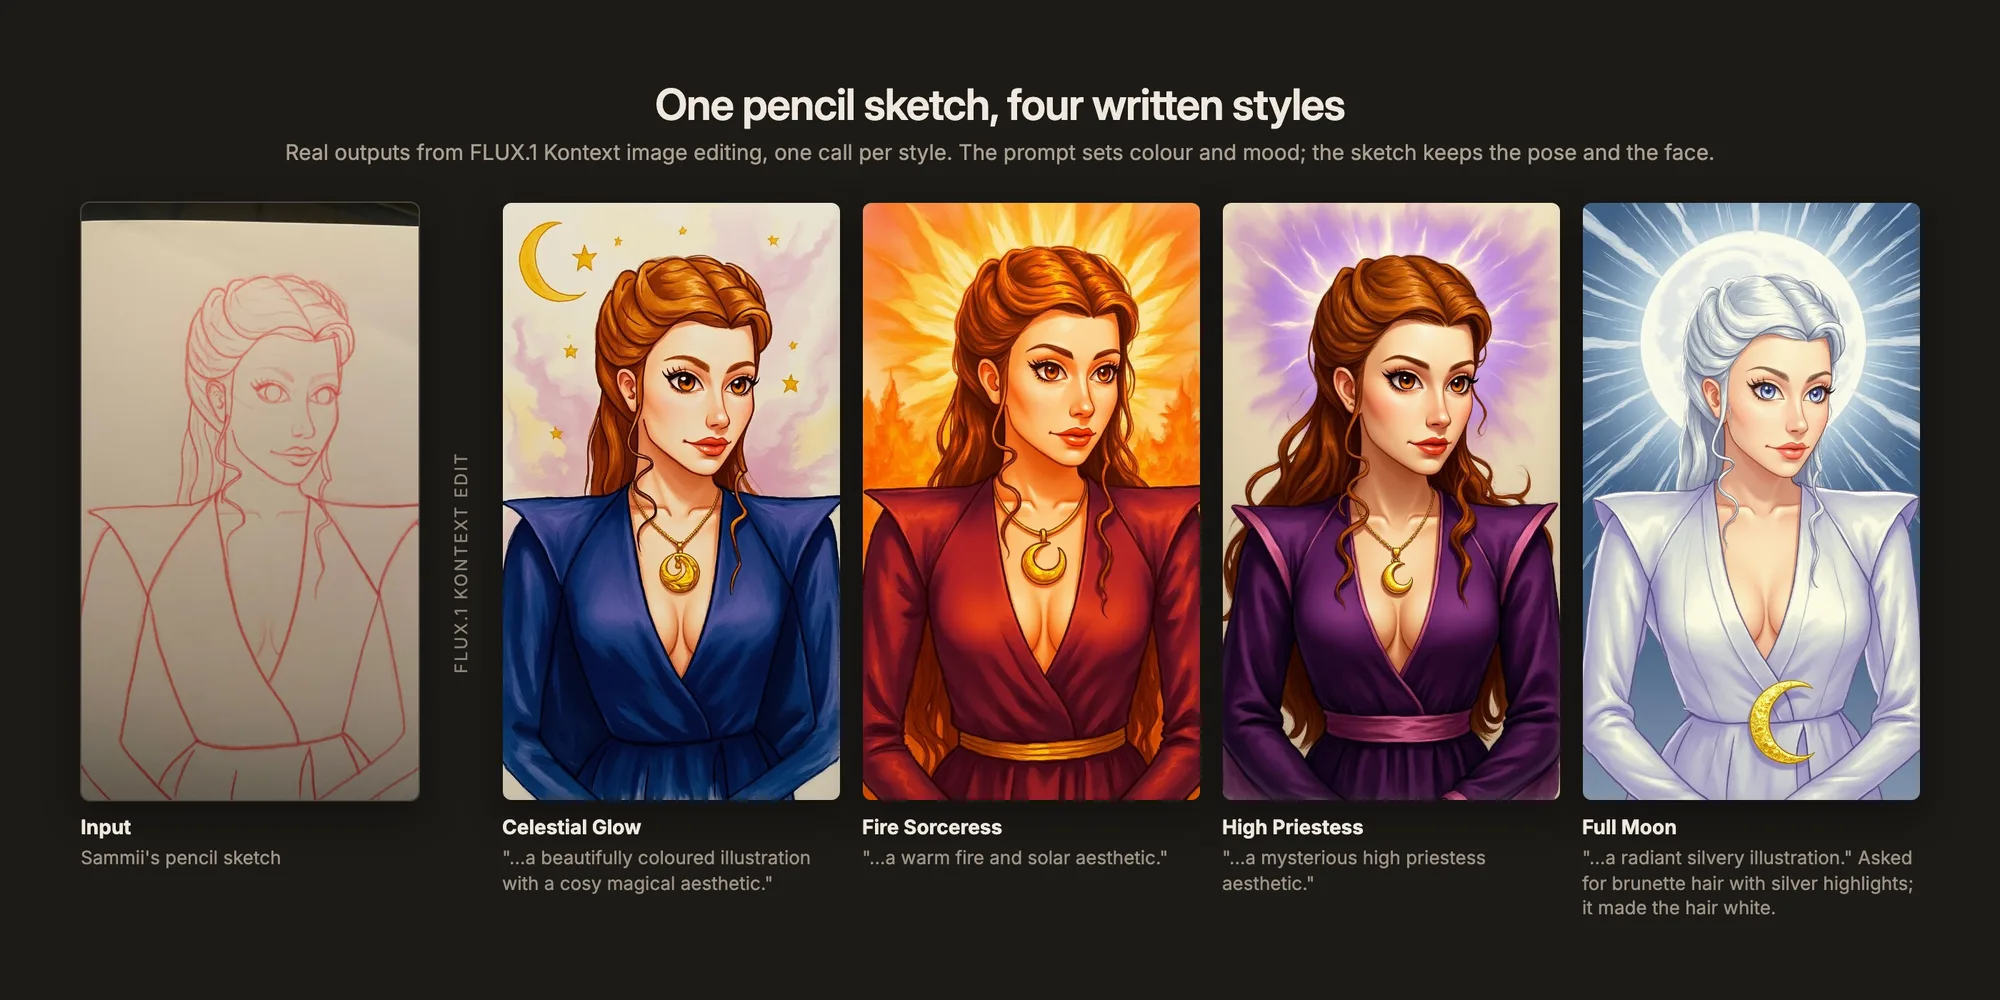 One pencil sketch, four written styles
Real outputs from FLUX.1 Kontext image editing, one call per style. The prompt sets colour and mood; the sketch keeps the pose and the face.
FLUX.1 KONTEXT EDIT
Input
Sammii's pencil sketch
Celestial Glow
"...a beautifully coloured illustration
with a cosy magical aesthetic."
Fire Sorceress
"...a warm fire and solar aesthetic."
High Priestess
"...a mysterious high priestess
aesthetic."
Full Moon
"...a radiant silvery illustration." Asked
for brunette hair with silver highlights;
it made the hair white.